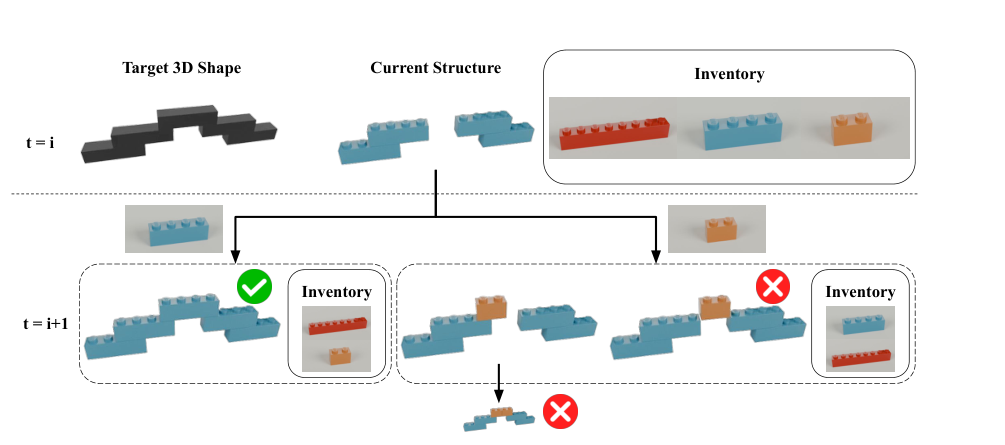 Target 3D Shape
Current Structure
Inventory
t = i
t = i+1
Inventory
Inventory